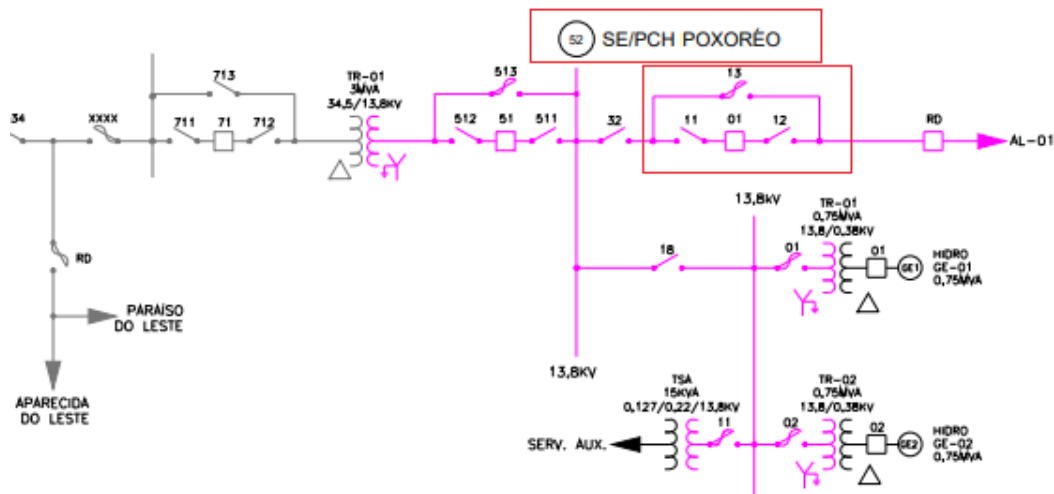 52 SE/PCH POXORÉO
713
TR-01
3MVA
34,5/13,8KV
513
13
34
XXXX
711
71
712
512
51
511
32
11
01
12
RD
AL-01
13,8KV
TR-01
0,75MVA
13,8/0,38KV
18
01
01
GE1
HIDRO
GE-01
0,75MVA
RD
PARAÍSO
DO LESTE
13,8KV
APARECIDA
DO LESTE
TSA
15KVA
0,127/0,22/13,8KV
TR-02
0,75MVA
13,8/0,38KV
SERV. AUX.
11
02
02
GE2
HIDRO
GE-02
0,75MVA